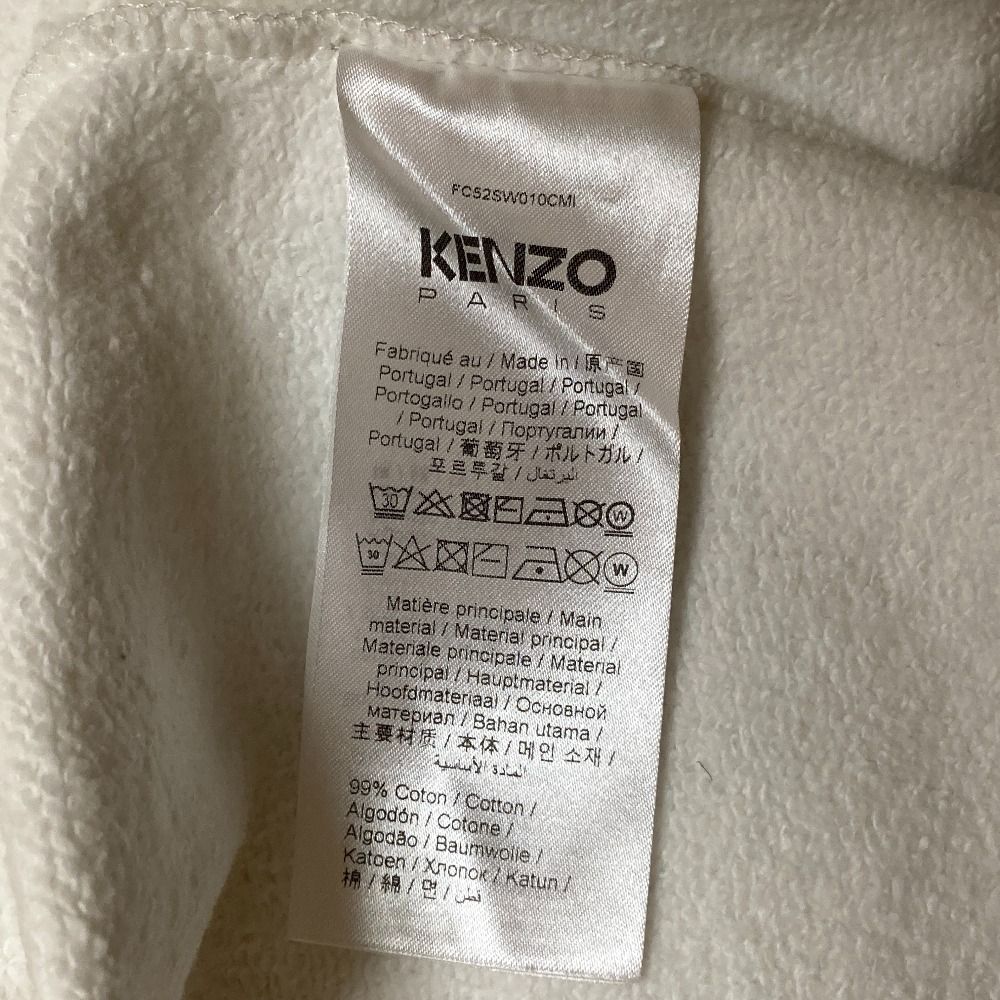 FC52SW010CMI
KENZO
PARIS
Fabriqué au / Made in / 原产国
Portugal / Portugal / Portugal /
Portogallo / Portugal / Portugal
/ Portugal / Португалии /
Portugal / 葡萄牙 / ポルトガル /
포르투갈 / البرتغال
30 W
30 W
Matière principale / Main
material / Material principal /
Materiale principale / Material
principal / Hauptmaterial /
Hoofdmateriaal / Основной
материал / Bahan utama /
主要材质 / 本体 / 메인 소재 /
المادة الأساسية
99% Coton / Cotton /
Algodón / Cotone /
Algodão / Baumwolle /
Katoen / Хлопок / Katun /
棉 / 綿 / 면 / قطن